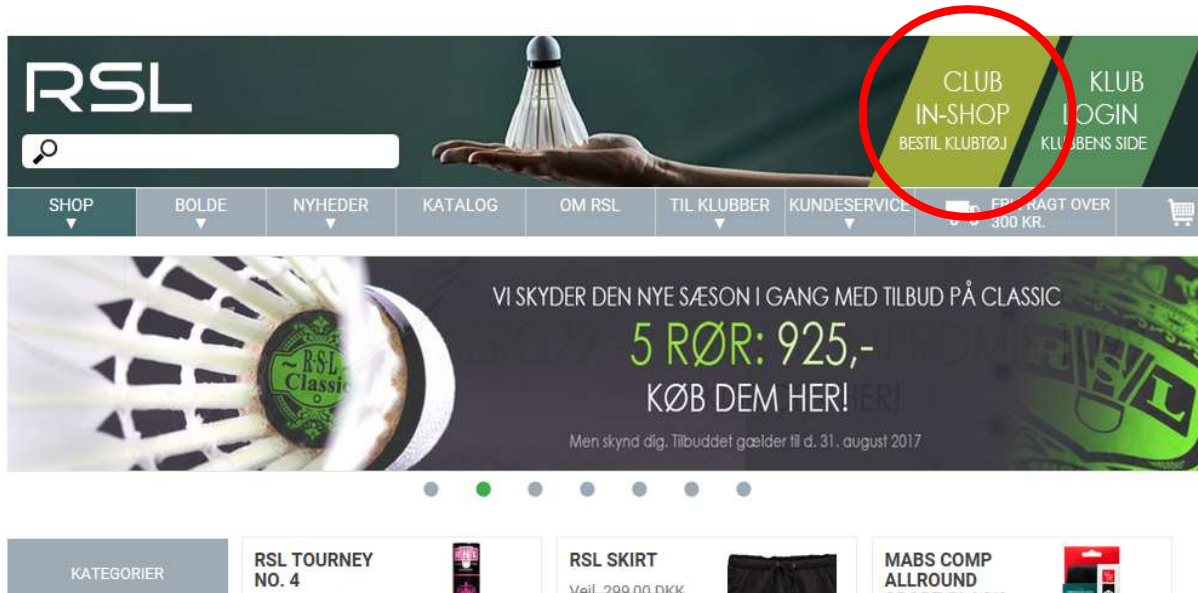 RSL
CLUB
IN-SHOP
BESTIL KLUBTØJ
KLUB
LOGIN
KLUBBENS SIDE
SHOP
BOLDE
NYHEDER
KATALOG
OM RSL
TIL KLUBBER
KUNDESERVICE
FRI FRAGT OVER
300 KR.
VI SKYDER DEN NYE SÆSON I GANG MED TILBUD PÅ CLASSIC
5 RØR: 925,-
KØB DEM HER!
Men skynd dig. Tilbuddet gælder til d. 31. august 2017
R·S·L
Classic
RSL
KATEGORIER
RSL TOURNEY
NO. 4
RSL SKIRT
Vejl. 299,00 DKK
MABS COMP
ALLROUND